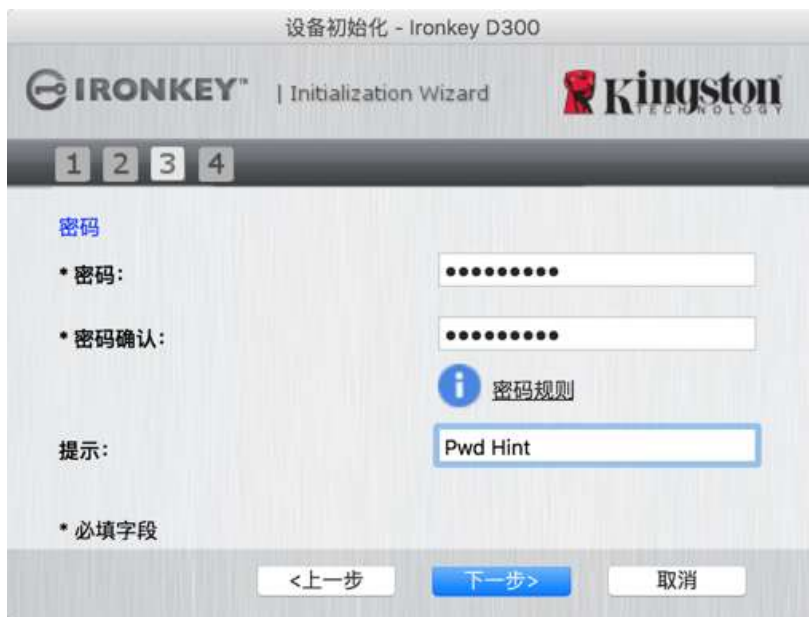 设备初始化 - Ironkey D300
IRONKEY™ | Initialization Wizard Kingston
TECHNOLOGY
1 2 3 4
密码
* 密码: •••••••••
* 密码确认: •••••••••
密码规则
提示: Pwd Hint
* 必填字段
<上一步 下一步> 取消